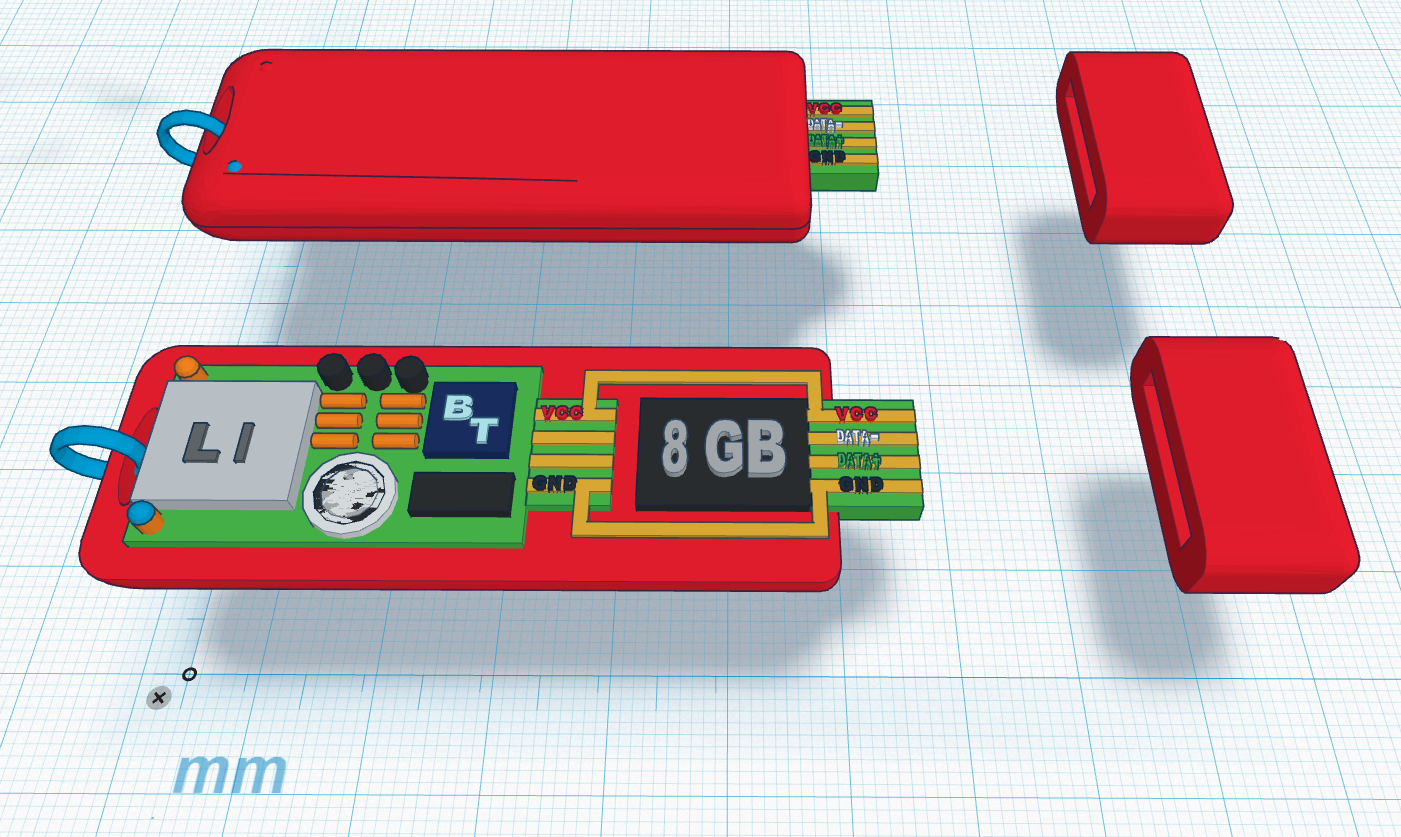 VCC
DATA-
DATA+
GND
LI
BT
VCC
GND
8 GB
VCC
DATA-
DATA+
GND
mm